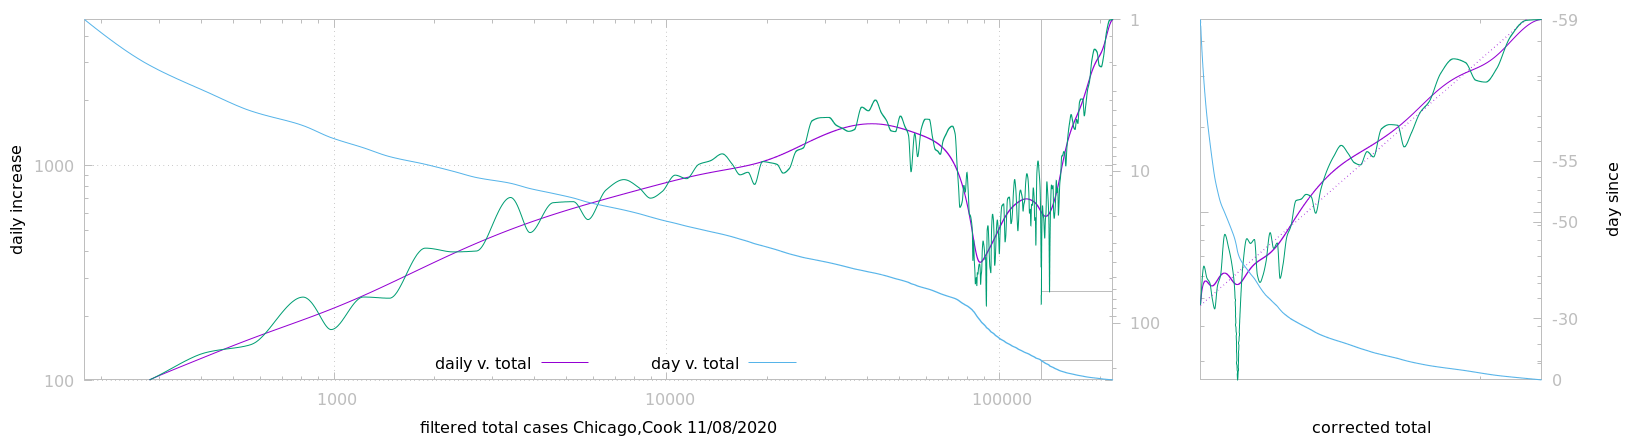 1
-59
1000
10
-55
-50
daily increase
day since
100
-30
daily v. total
day v. total
100
0
1000
10000
100000
filtered total cases Chicago,Cook 11/08/2020
corrected total